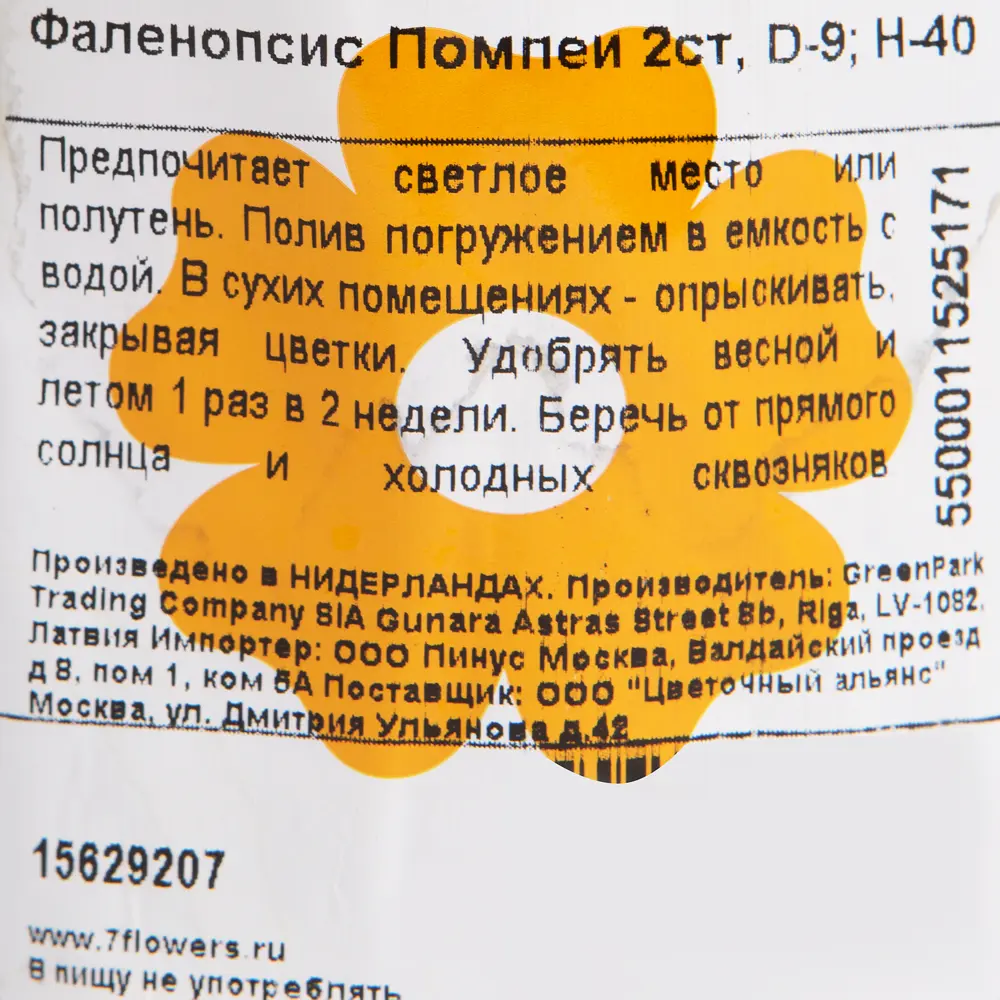 Фаленопсис Помпеи 2ст, D-9; H-40
Предпочитает светлое место или
полутень. Полив погружением в емкость с
водой. В сухих помещениях - опрыскивать,
закрывая цветки. Удобрять весной и
летом 1 раз в 2 недели. Беречь от прямого
солнца и холодных сквозняков
5500011525171
Произведено в НИДЕРЛАНДАХ. Производитель: GreenPark
Trading Company SIA Gunara Astras Street 8b, Riga, LV-1082,
Латвия Импортер: ООО Пинус Москва, Валдайский проезд
д 8, пом 1, ком 6А Поставщик: ООО "Цветочный альянс"
Москва, ул. Дмитрия Ульянова д.42
15629207
www.7flowers.ru
В пищу не употреблять